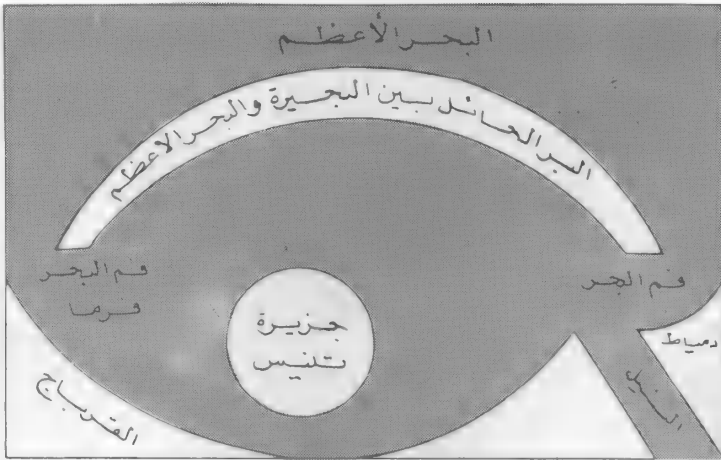 البحر الأعظم
البر الحائل بين البحيرة والبحر الاعظم
فم البحر
فم البحر
فرما
جزيرة
تنيس
دمياط
النيل
القرباج